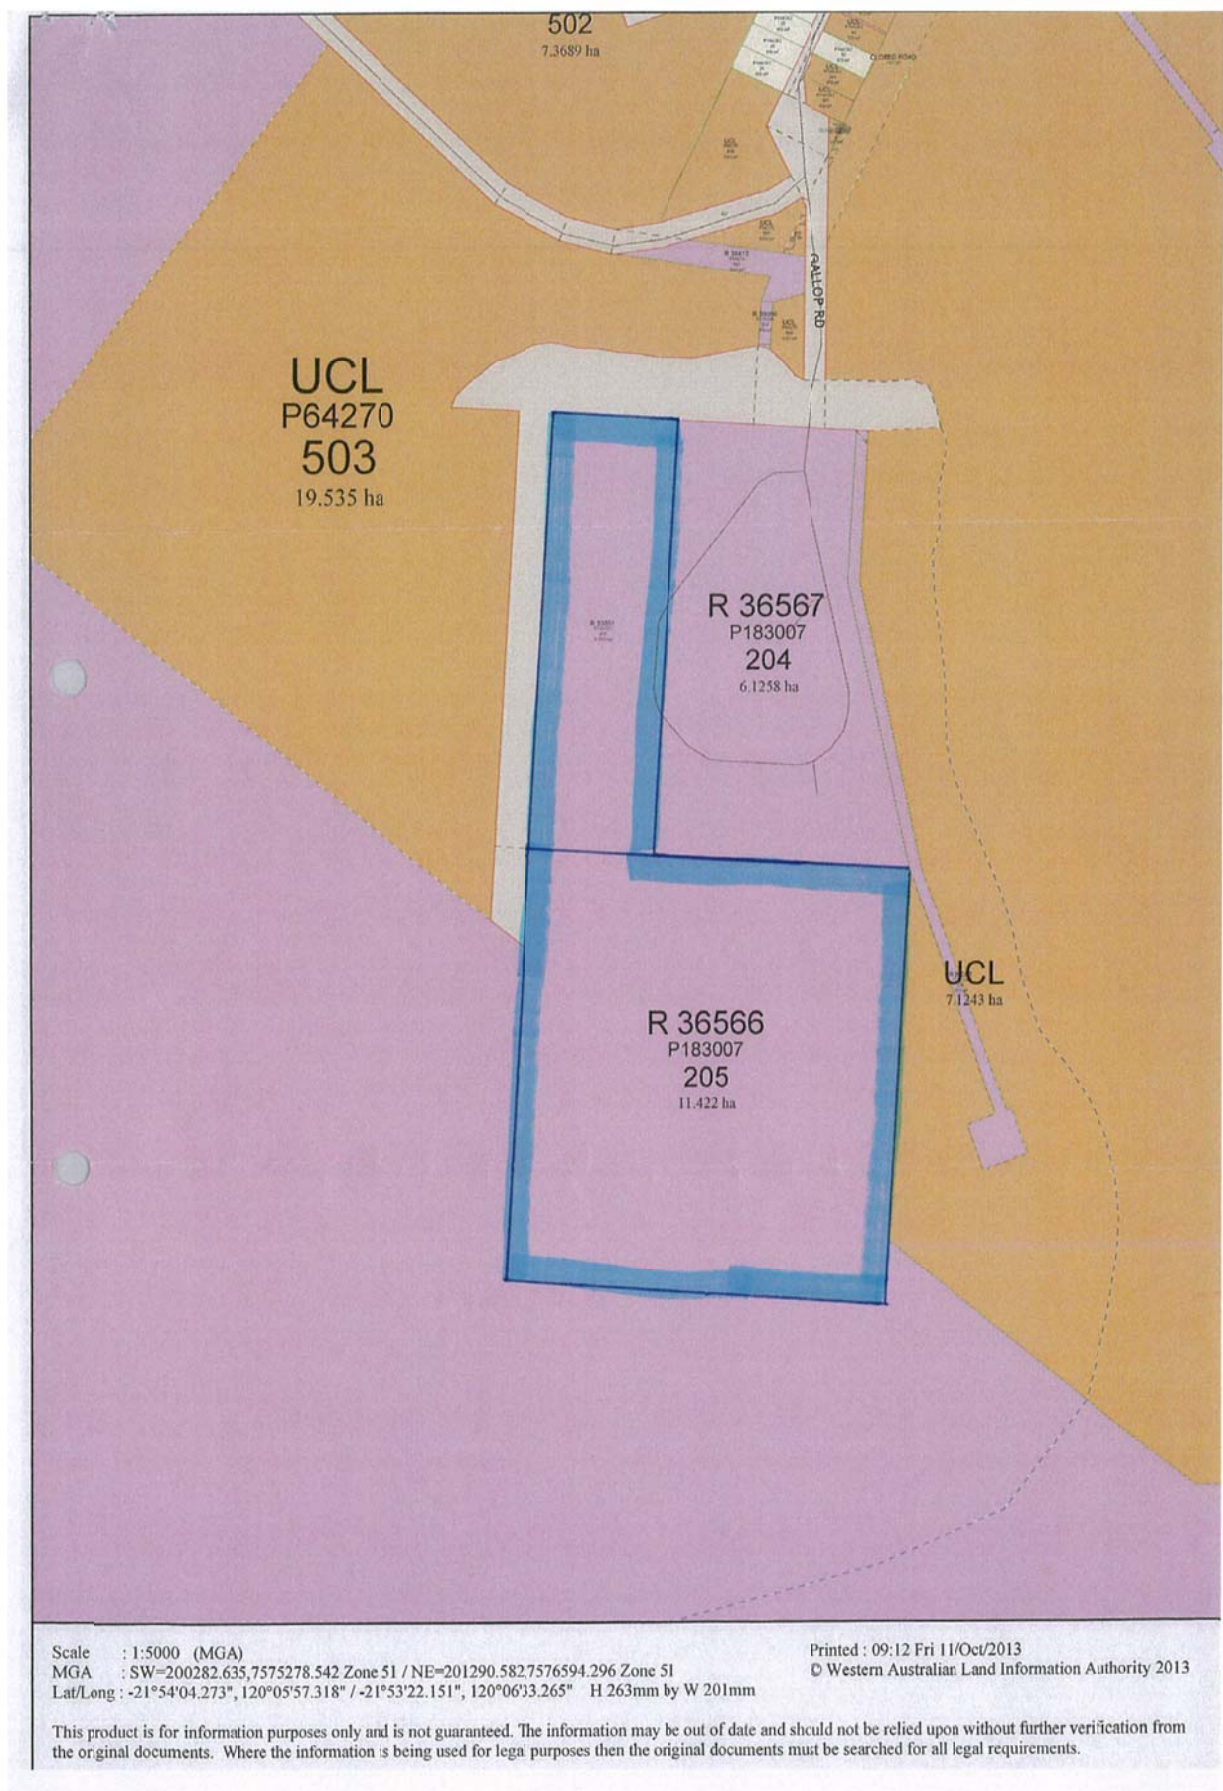 502
7.3689 ha
CLOSED ROAD
UCL
UCL
UCL
UCL
UCL
R 36473
GALLOP RD
UCL
UCL
P64270
503
19.535 ha
R 36567
P183007
204
6.1258 ha
UCL
7.1243 ha
R 36566
P183007
205
11.422 ha
Scale : 1:5000 (MGA)
MGA : SW=200282.635,7575278.542 Zone 51 / NE=201290.582,7576594.296 Zone 51
Lat/Long : -21°54'04.273", 120°05'57.318" / -21°53'22.151", 120°06'33.265" H 263mm by W 201mm
Printed : 09:12 Fri 11/Oct/2013
© Western Australian Land Information Authority 2013
This product is for information purposes only and is not guaranteed. The information may be out of date and should not be relied upon without further verification from
the original documents. Where the information is being used for legal purposes then the original documents must be searched for all legal requirements.